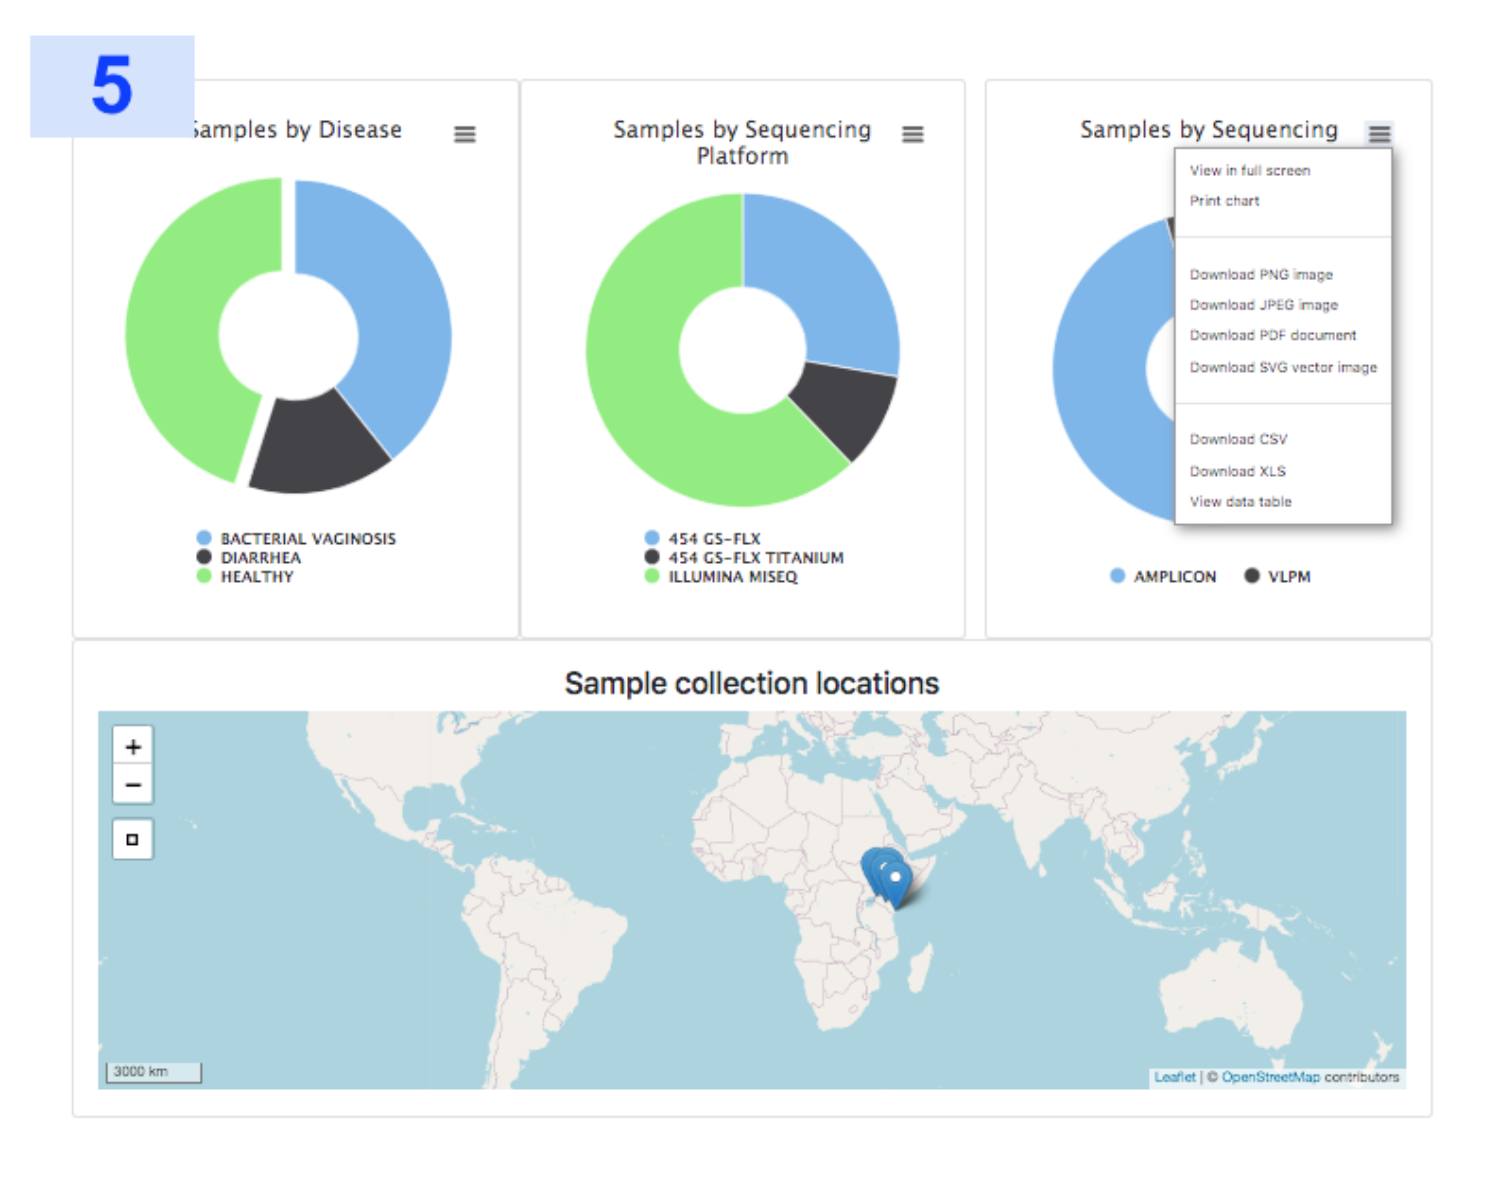 5
Samples by Disease
BACTERIAL VAGINOSIS
DIARRHEA
HEALTHY
Samples by Sequencing
Platform
454 GS-FLX
454 GS-FLX TITANIUM
ILLUMINA MISEQ
Samples by Sequencing
View in full screen
Print chart
Download PNG image
Download JPEG image
Download PDF document
Download SVG vector image
Download CSV
Download XLS
View data table
AMPLICON VLPM
Sample collection locations
+
−
3000 km
Leaflet | © OpenStreetMap contributors